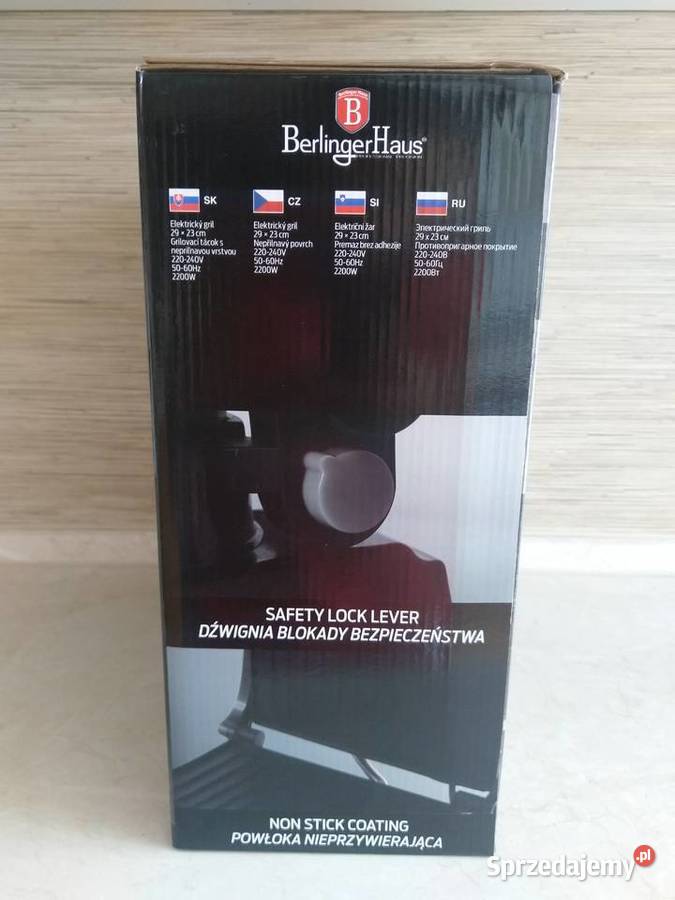 Berlinger Haus
B
BerlingerHaus®
SK
Elektrický gril
29 × 23 cm
Grilovací tácok s
nepriľnavou vrstvou
220-240V
50-60Hz
2200W
CZ
Elektrický gril
29 × 23 cm
Nepřilnavý povrch
220-240V
50-60Hz
2200W
SI
Električni žar
29 × 23 cm
Premaz brez adhezije
220-240V
50-60Hz
2200W
RU
Электрический гриль
29 x 23 см
Противопригарное покрытие
220-240В
50-60Гц
2200Вт
SAFETY LOCK LEVER
DŹWIGNIA BLOKADY BEZPIECZEŃSTWA
NON STICK COATING
POWŁOKA NIEPRZYWIERAJĄCA
Sprzedajemy.pl